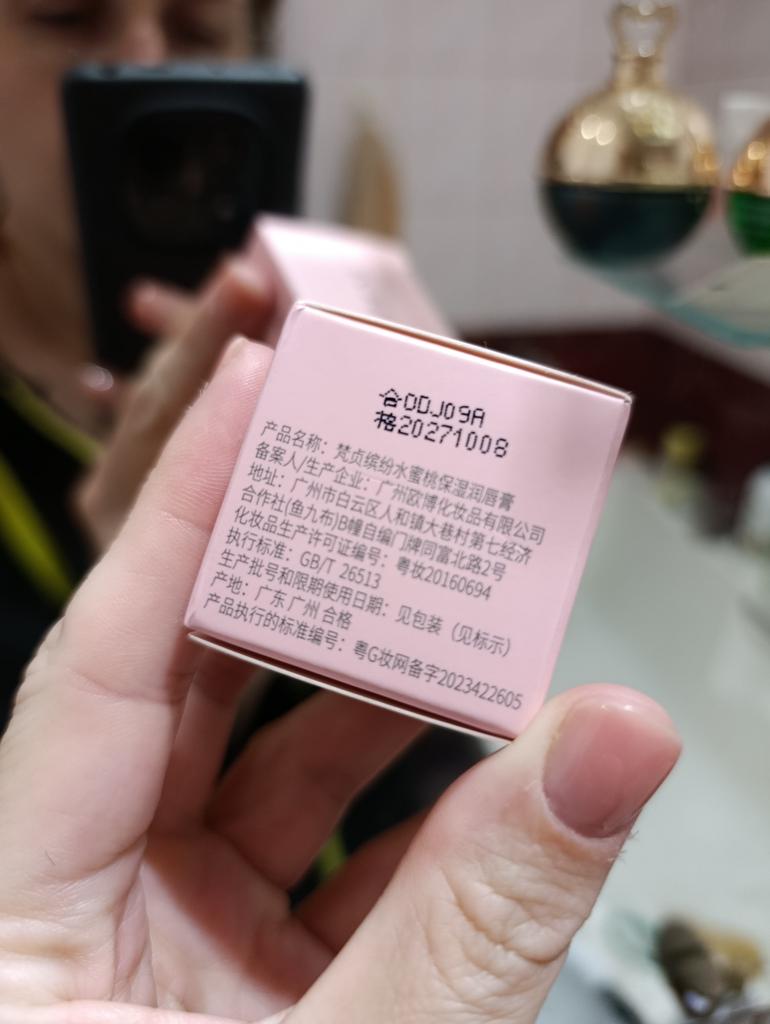 合DDJ09A
格20271008
产品名称：梵贞缤纷水蜜桃保湿润唇膏
备案人/生产企业：广州欧博化妆品有限公司
地址：广州市白云区人和镇大巷村第七经济
合作社(鱼九布)B幢自编门牌同富北路2号
化妆品生产许可证编号：粤妆20160694
执行标准：GB/T 26513
生产批号和限期使用日期：见包装（见标示）
产地：广东 广州 合格
产品执行的标准编号：粤G妆网备字2023422605